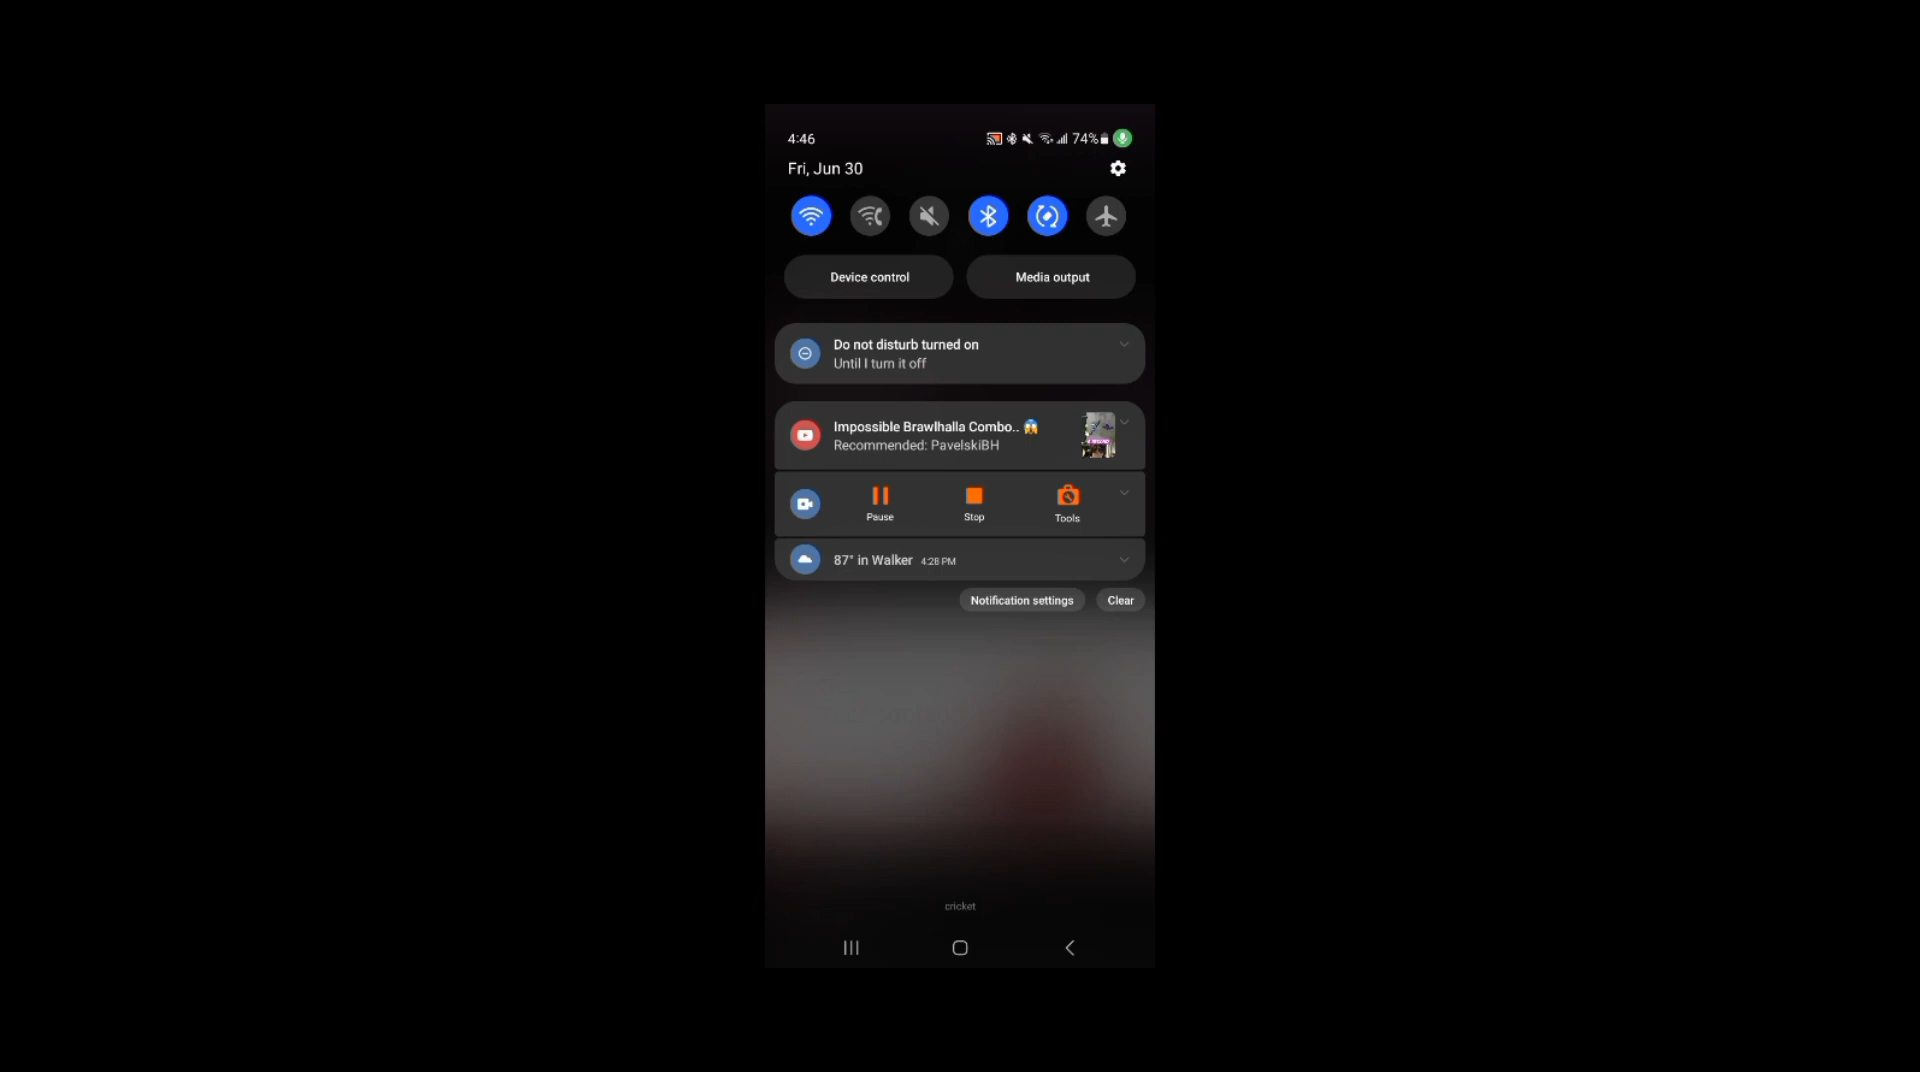 4:46
74%
Fri, Jun 30
Device control
Media output
Do not disturb turned on
Until I turn it off
Impossible Brawlhalla Combo.. 😱
Recommended: PavelskiBH
Pause
Stop
Tools
87° in Walker 4:28 PM
Notification settings
Clear
cricket